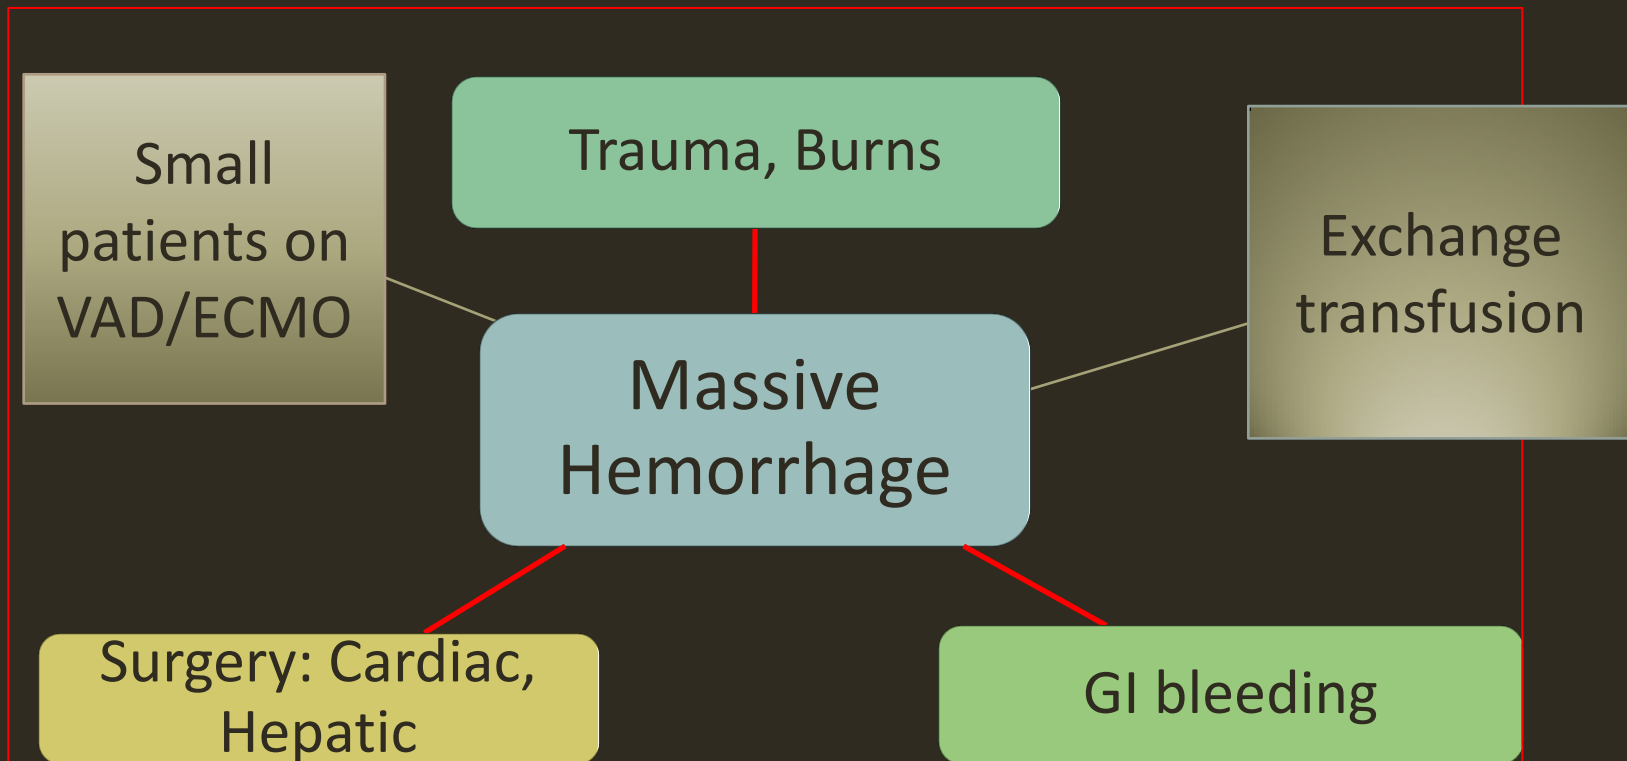 Small
patients on
VAD/ECMO
Trauma, Burns
Exchange
transfusion
Massive
Hemorrhage
Surgery: Cardiac,
Hepatic
GI bleeding